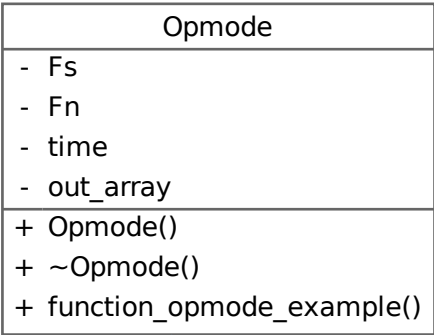 Opmode
- Fs
- Fn
- time
- out_array
+ Opmode()
+ ~Opmode()
+ function_opmode_example()